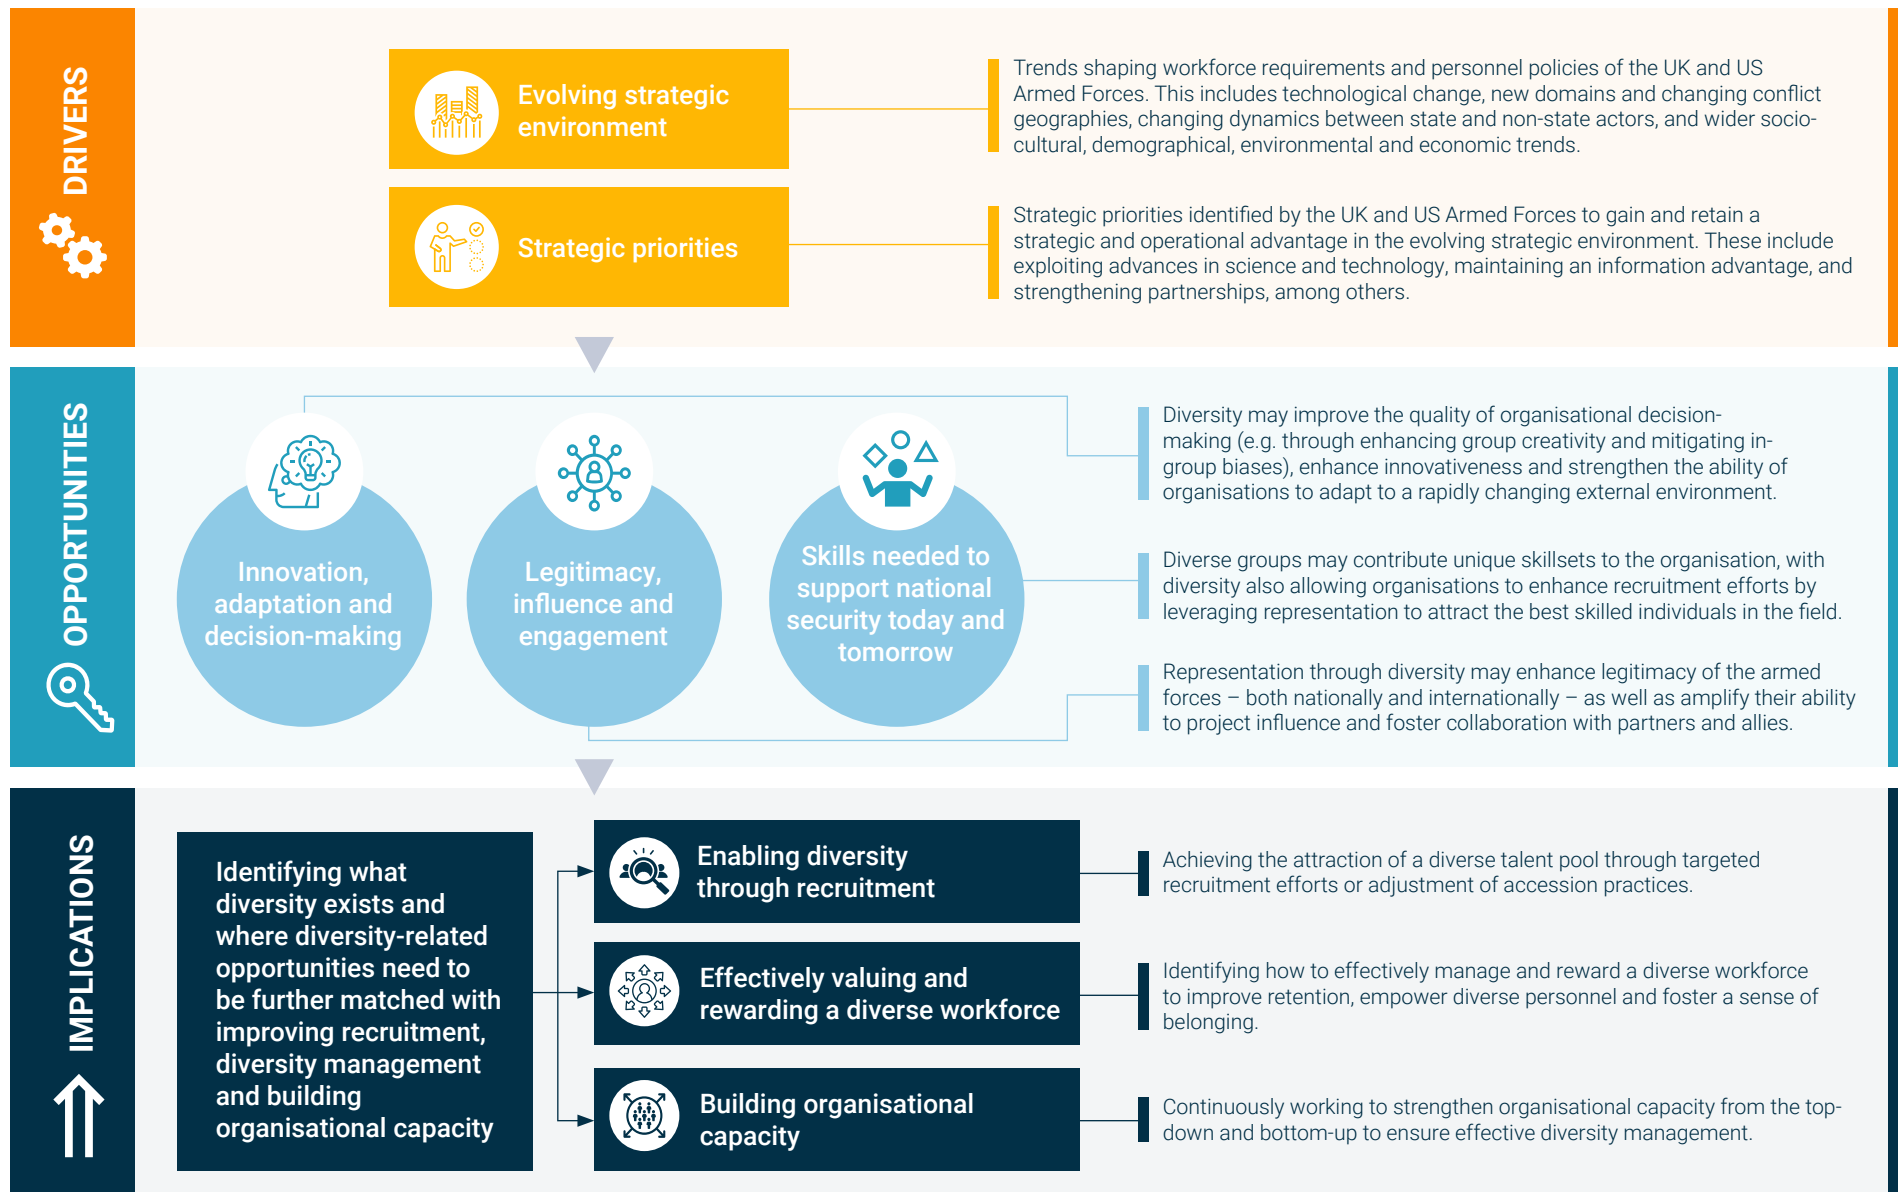 DRIVERS
Evolving strategic
environment
Trends shaping workforce requirements and personnel policies of the UK and US
Armed Forces. This includes technological change, new domains and changing conflict
geographies, changing dynamics between state and non-state actors, and wider socio-
cultural, demographical, environmental and economic trends.
Strategic priorities
Strategic priorities identified by the UK and US Armed Forces to gain and retain a
strategic and operational advantage in the evolving strategic environment. These include
exploiting advances in science and technology, maintaining an information advantage, and
strengthening partnerships, among others.
OPPORTUNITIES
Innovation,
adaptation and
decision-making
Legitimacy,
influence and
engagement
Skills needed to
support national
security today and
tomorrow
Diversity may improve the quality of organisational decision-
making (e.g. through enhancing group creativity and mitigating in-
group biases), enhance innovativeness and strengthen the ability of
organisations to adapt to a rapidly changing external environment.
Diverse groups may contribute unique skillsets to the organisation, with
diversity also allowing organisations to enhance recruitment efforts by
leveraging representation to attract the best skilled individuals in the field.
Representation through diversity may enhance legitimacy of the armed
forces – both nationally and internationally – as well as amplify their ability
to project influence and foster collaboration with partners and allies.
IMPLICATIONS
Identifying what
diversity exists and
where diversity-related
opportunities need to
be further matched with
improving recruitment,
diversity management
and building
organisational capacity
Enabling diversity
through recruitment
Achieving the attraction of a diverse talent pool through targeted
recruitment efforts or adjustment of accession practices.
Effectively valuing and
rewarding a diverse workforce
Identifying how to effectively manage and reward a diverse workforce
to improve retention, empower diverse personnel and foster a sense of
belonging.
Building organisational
capacity
Continuously working to strengthen organisational capacity from the top-
down and bottom-up to ensure effective diversity management.